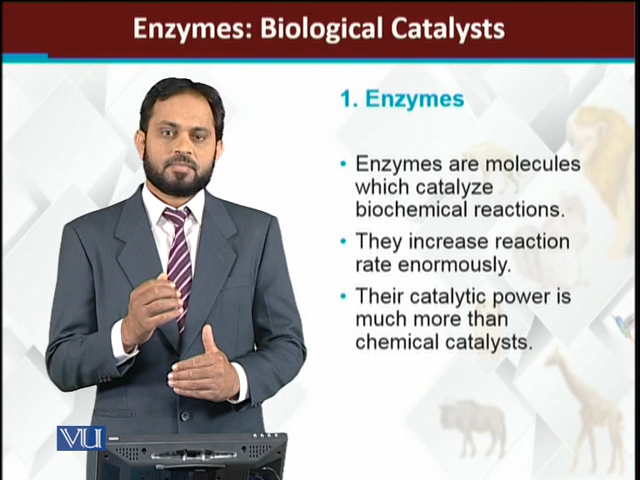 Enzymes: Biological Catalysts
1. Enzymes
• Enzymes are molecules
which catalyze
biochemical reactions.
• They increase reaction
rate enormously.
• Their catalytic power is
much more than
chemical catalysts.
VU